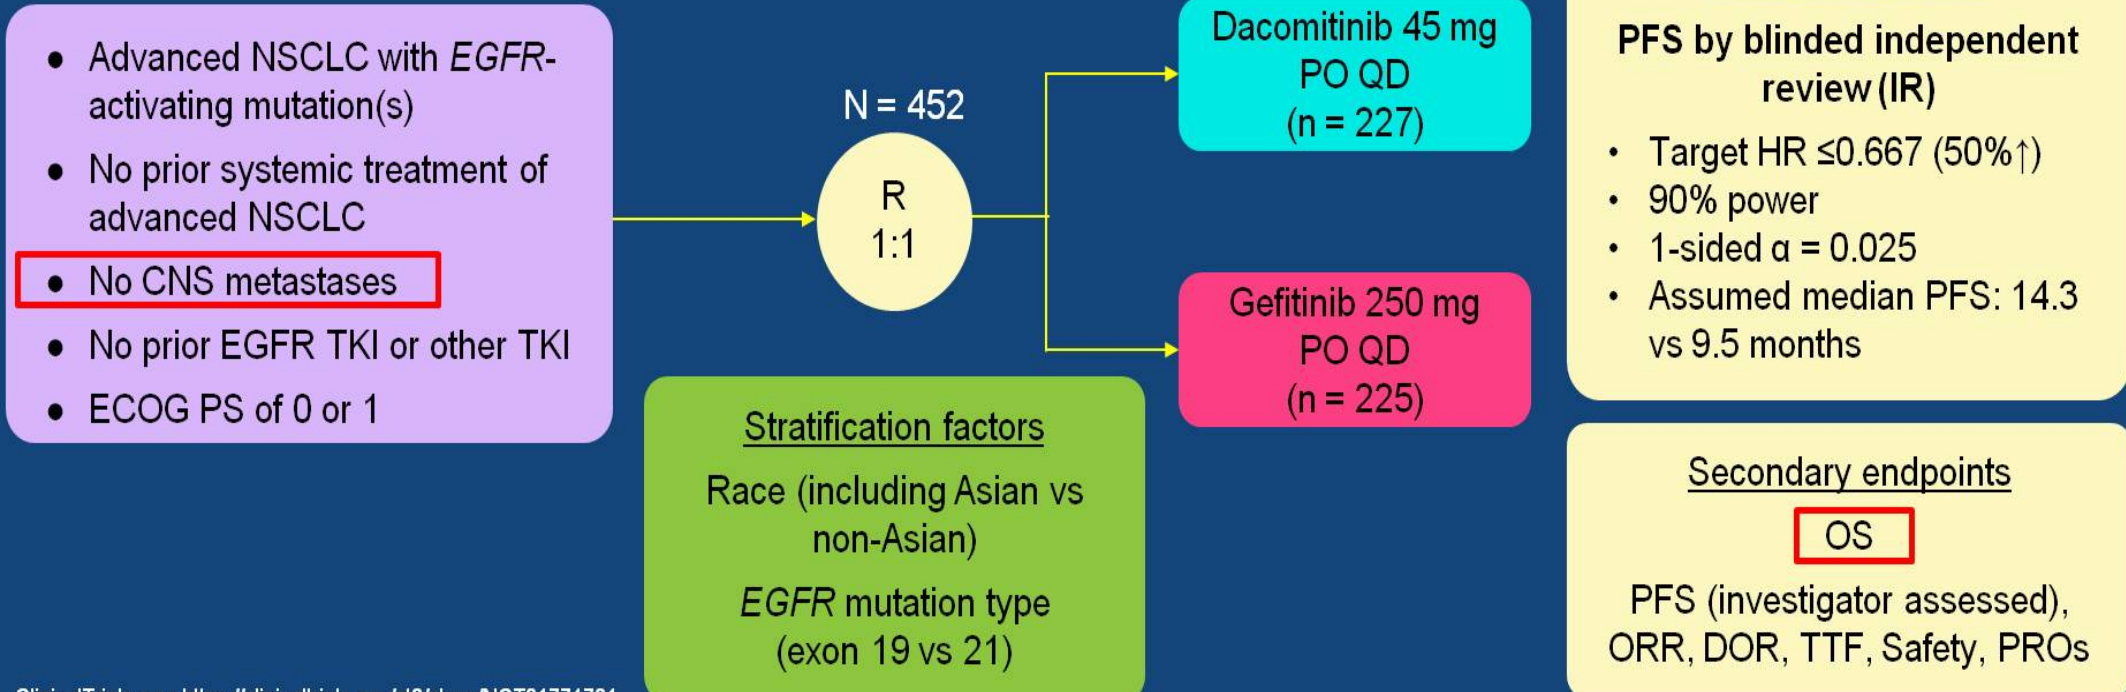 ● Advanced NSCLC with EGFR-
activating mutation(s)
● No prior systemic treatment of
advanced NSCLC
● No CNS metastases
● No prior EGFR TKI or other TKI
● ECOG PS of 0 or 1
N = 452
R
1:1
Dacomitinib 45 mg
PO QD
(n = 227)
Gefitinib 250 mg
PO QD
(n = 225)
Stratification factors
Race (including Asian vs
non-Asian)
EGFR mutation type
(exon 19 vs 21)
PFS by blinded independent
review (IR)
• Target HR ≤0.667 (50%↑)
• 90% power
• 1-sided α = 0.025
• Assumed median PFS: 14.3
vs 9.5 months
Secondary endpoints
OS
PFS (investigator assessed),
ORR, DOR, TTF, Safety, PROs